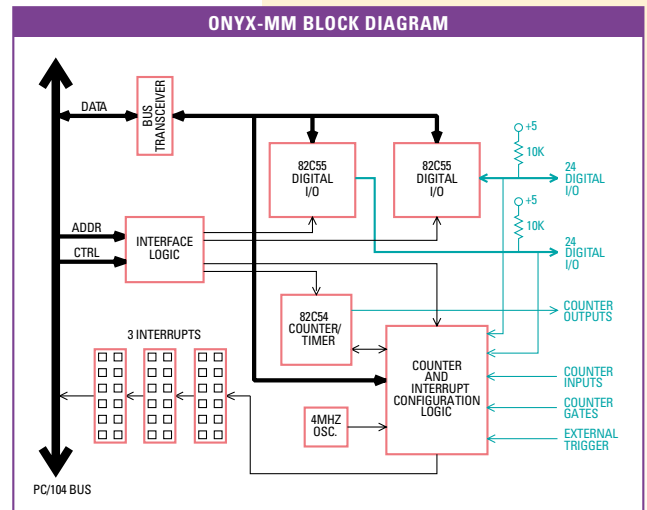 ONYX-MM BLOCK DIAGRAM
DATA
BUS
TRANSCEIVER
82C55
DIGITAL
I/O
82C55
DIGITAL
I/O
+5
10K
24
DIGITAL
I/O
+5
10K
24
DIGITAL
I/O
ADDR
CTRL
INTERFACE
LOGIC
82C54
COUNTER/
TIMER
COUNTER
OUTPUTS
3 INTERRUPTS
COUNTER
AND
INTERRUPT
CONFIGURATION
LOGIC
COUNTER
INPUTS
COUNTER
GATES
EXTERNAL
TRIGGER
4MHZ
OSC.
PC/104 BUS